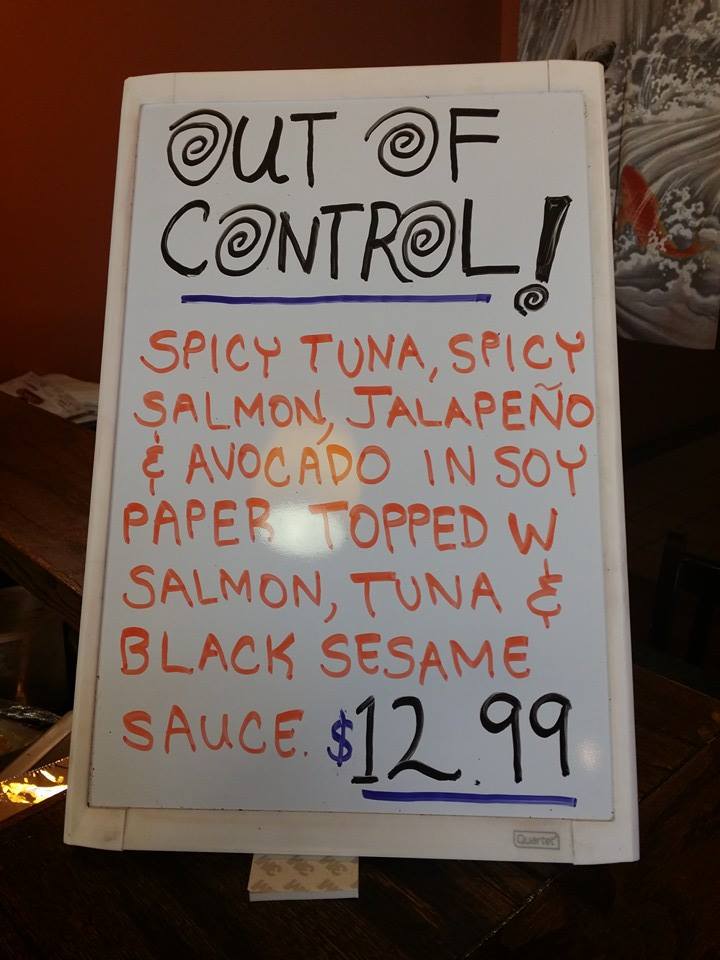 OUT OF
CONTROL!
SPICY TUNA, SPICY
SALMON, JALAPEÑO
& AVOCADO IN SOY
PAPER TOPPED W
SALMON, TUNA &
BLACK SESAME
SAUCE. $12.99
Quartet